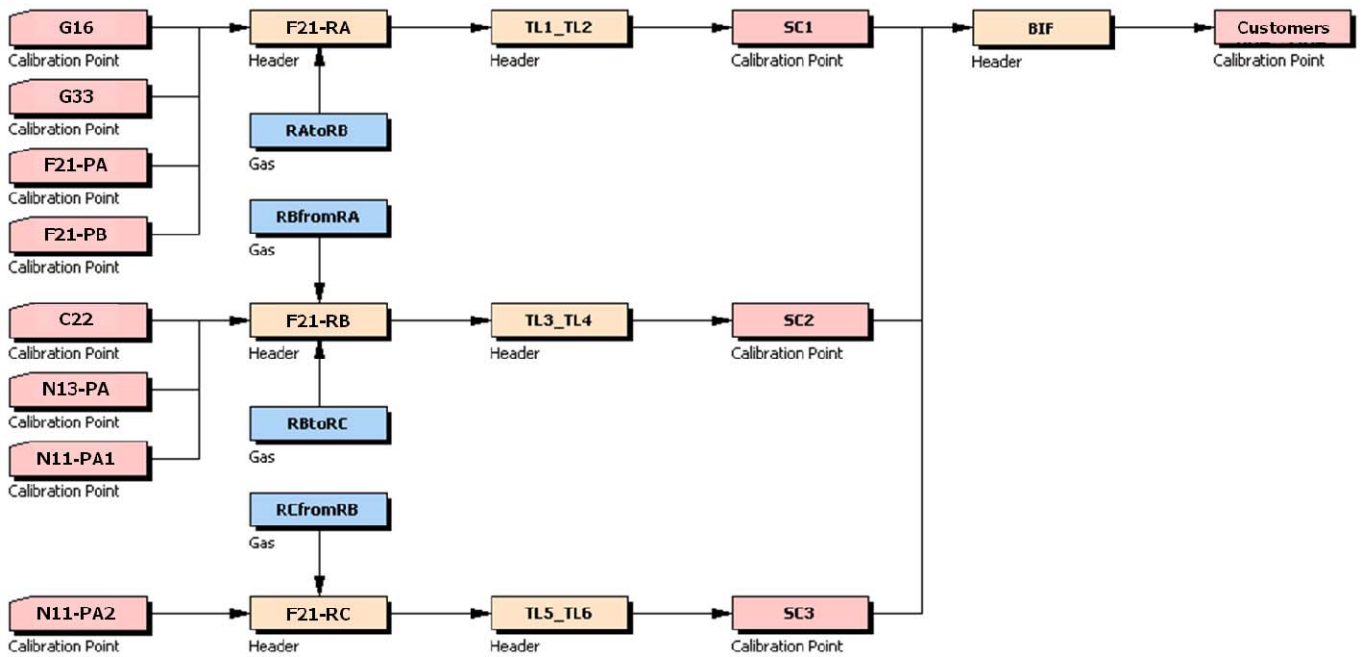 G16
Calibration Point
F21-RA
Header
TL1_TL2
Header
SC1
Calibration Point
BIF
Header
Customers
Calibration Point
G33
Calibration Point
RAtoRB
Gas
F21-PA
Calibration Point
RBfromRA
Gas
F21-PB
Calibration Point
C22
Calibration Point
F21-RB
Header
TL3_TL4
Header
SC2
Calibration Point
N13-PA
Calibration Point
RBtoRC
Gas
N11-PA1
Calibration Point
RCfromRB
Gas
N11-PA2
Calibration Point
F21-RC
Header
TL5_TL6
Header
SC3
Calibration Point